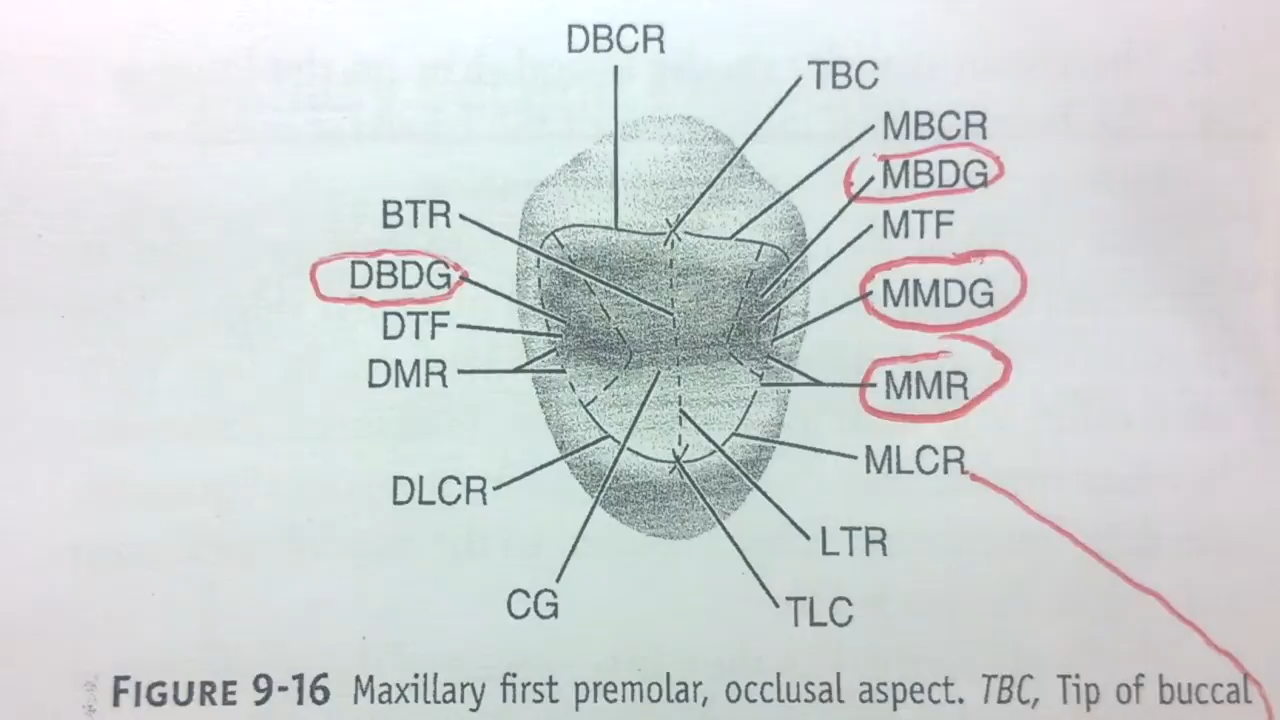 DBCR
TBC
MBCR
MBDG
BTR
MTF
DBDG
MMDG
DTF
DMR
MMR
MLCR
DLCR
LTR
CG
TLC
FIGURE 9-16 Maxillary first premolar, occlusal aspect. TBC, Tip of buccal